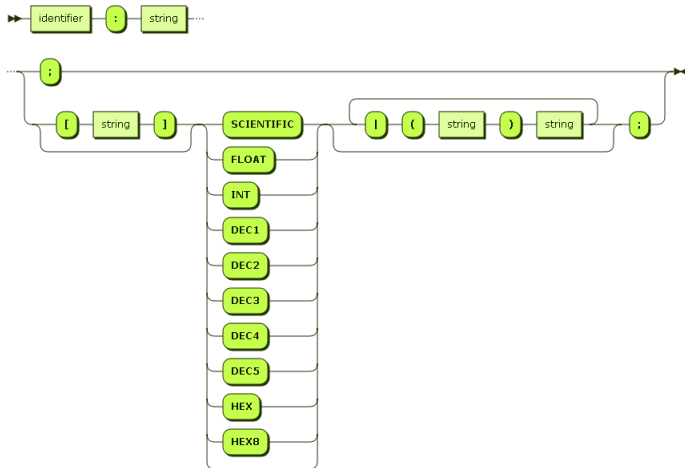 identifier : string
;
[ string ] SCIENTIFIC | ( string ) string ;
FLOAT
INT
DEC1
DEC2
DEC3
DEC4
DEC5
HEX
HEX8